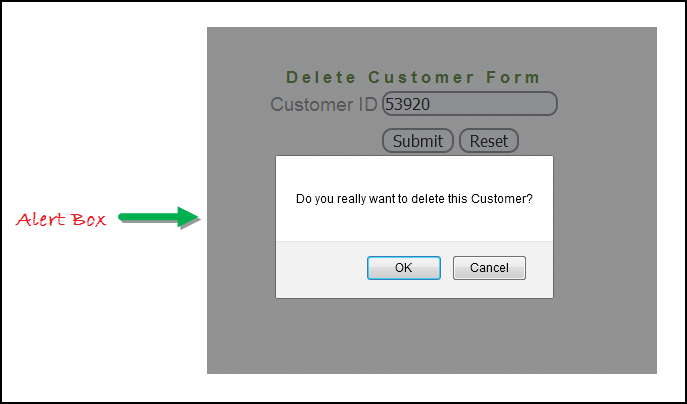 Delete Customer Form
Customer ID 53920
Submit Reset
Do you really want to delete this Customer?
Alert Box
OK Cancel